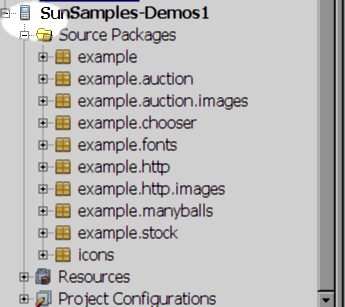 SunSamples-Demos1
Source Packages
example
example.auction
example.auction.images
example.chooser
example.fonts
example.http
example.http.images
example.manyballs
example.stock
icons
Resources
Project Configurations